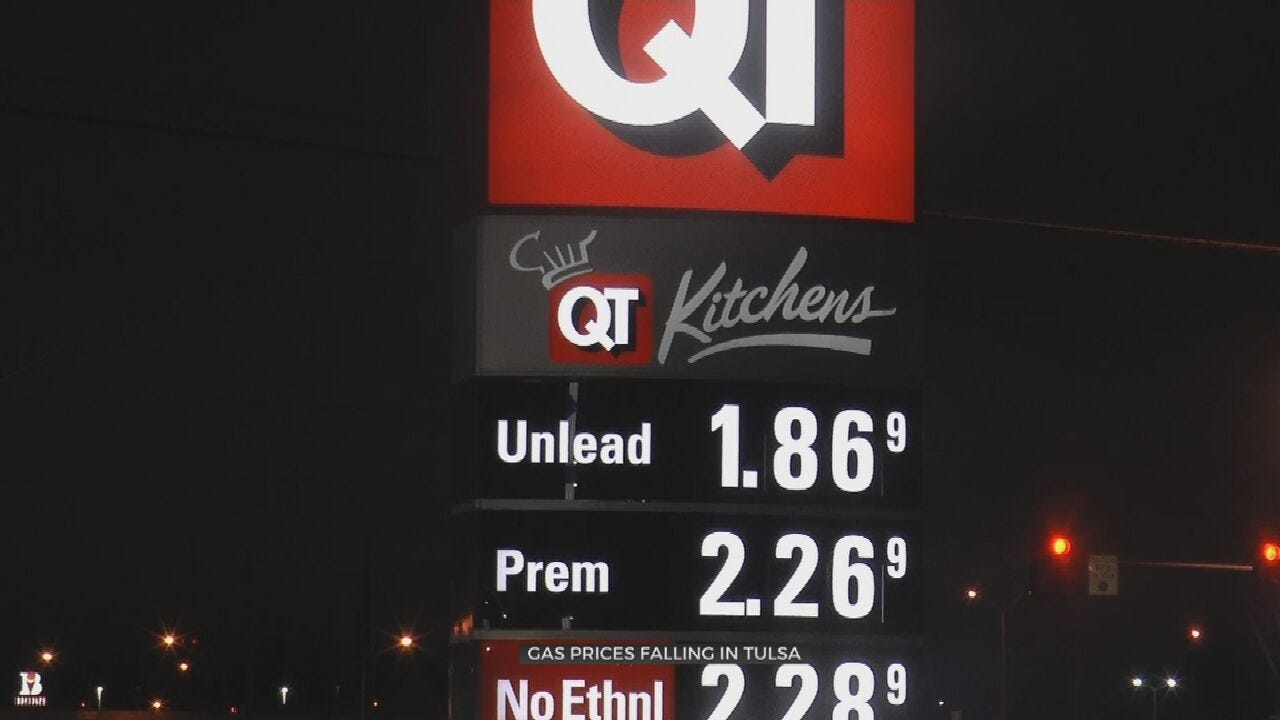 QT
QT Kitchens
Unlead 1.86 9
Prem 2.26 9
GAS PRICES FALLING IN TULSA
No Ethnl 2.28 9
B